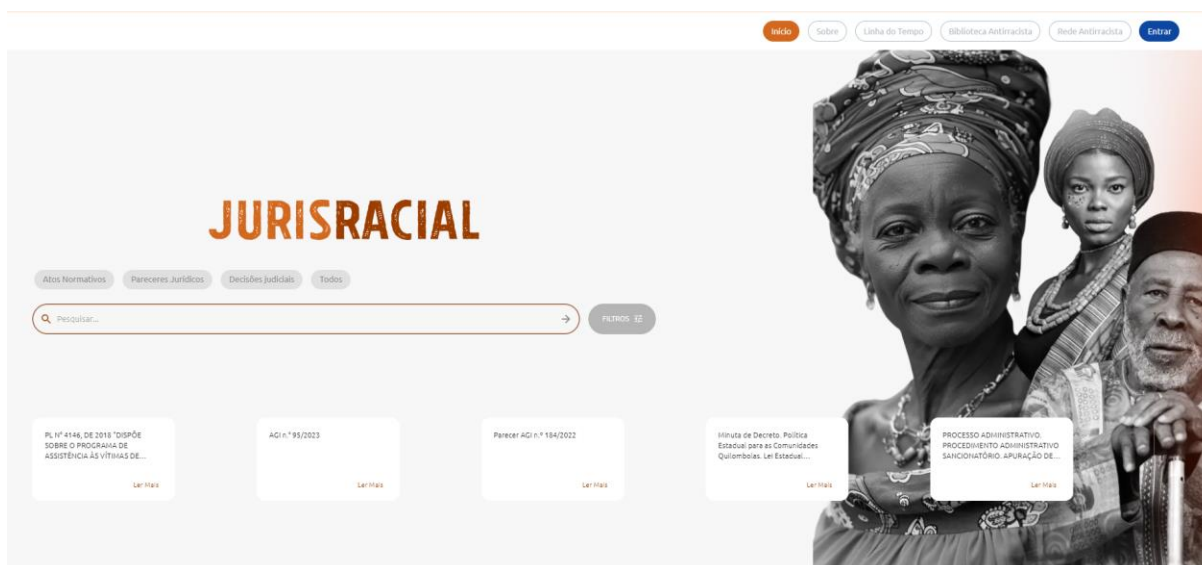 Início
Sobre
Linha do Tempo
Biblioteca Antirracista
Rede Antirracista
Entrar
JURISRACIAL
Atos Normativos
Pareceres Jurídicos
Decisões Judiciais
Todos
Pesquisar...
FILTROS
PL Nº 4146, DE 2018 "DISPÕE
SOBRE O PROGRAMA DE
ASSISTÊNCIA ÀS VÍTIMAS DE...
Ler Mais
AGI n.º 95/2023
Ler Mais
Parecer AGI n.º 184/2022
Ler Mais
Minuta de Decreto. Política
Estadual para as Comunidades
Quilombolas. Lei Estadual...
Ler Mais
PROCESSO ADMINISTRATIVO.
PROCEDIMENTO ADMINISTRATIVO
SANCIONATÓRIO. APURAÇÃO DE...
Ler Mais